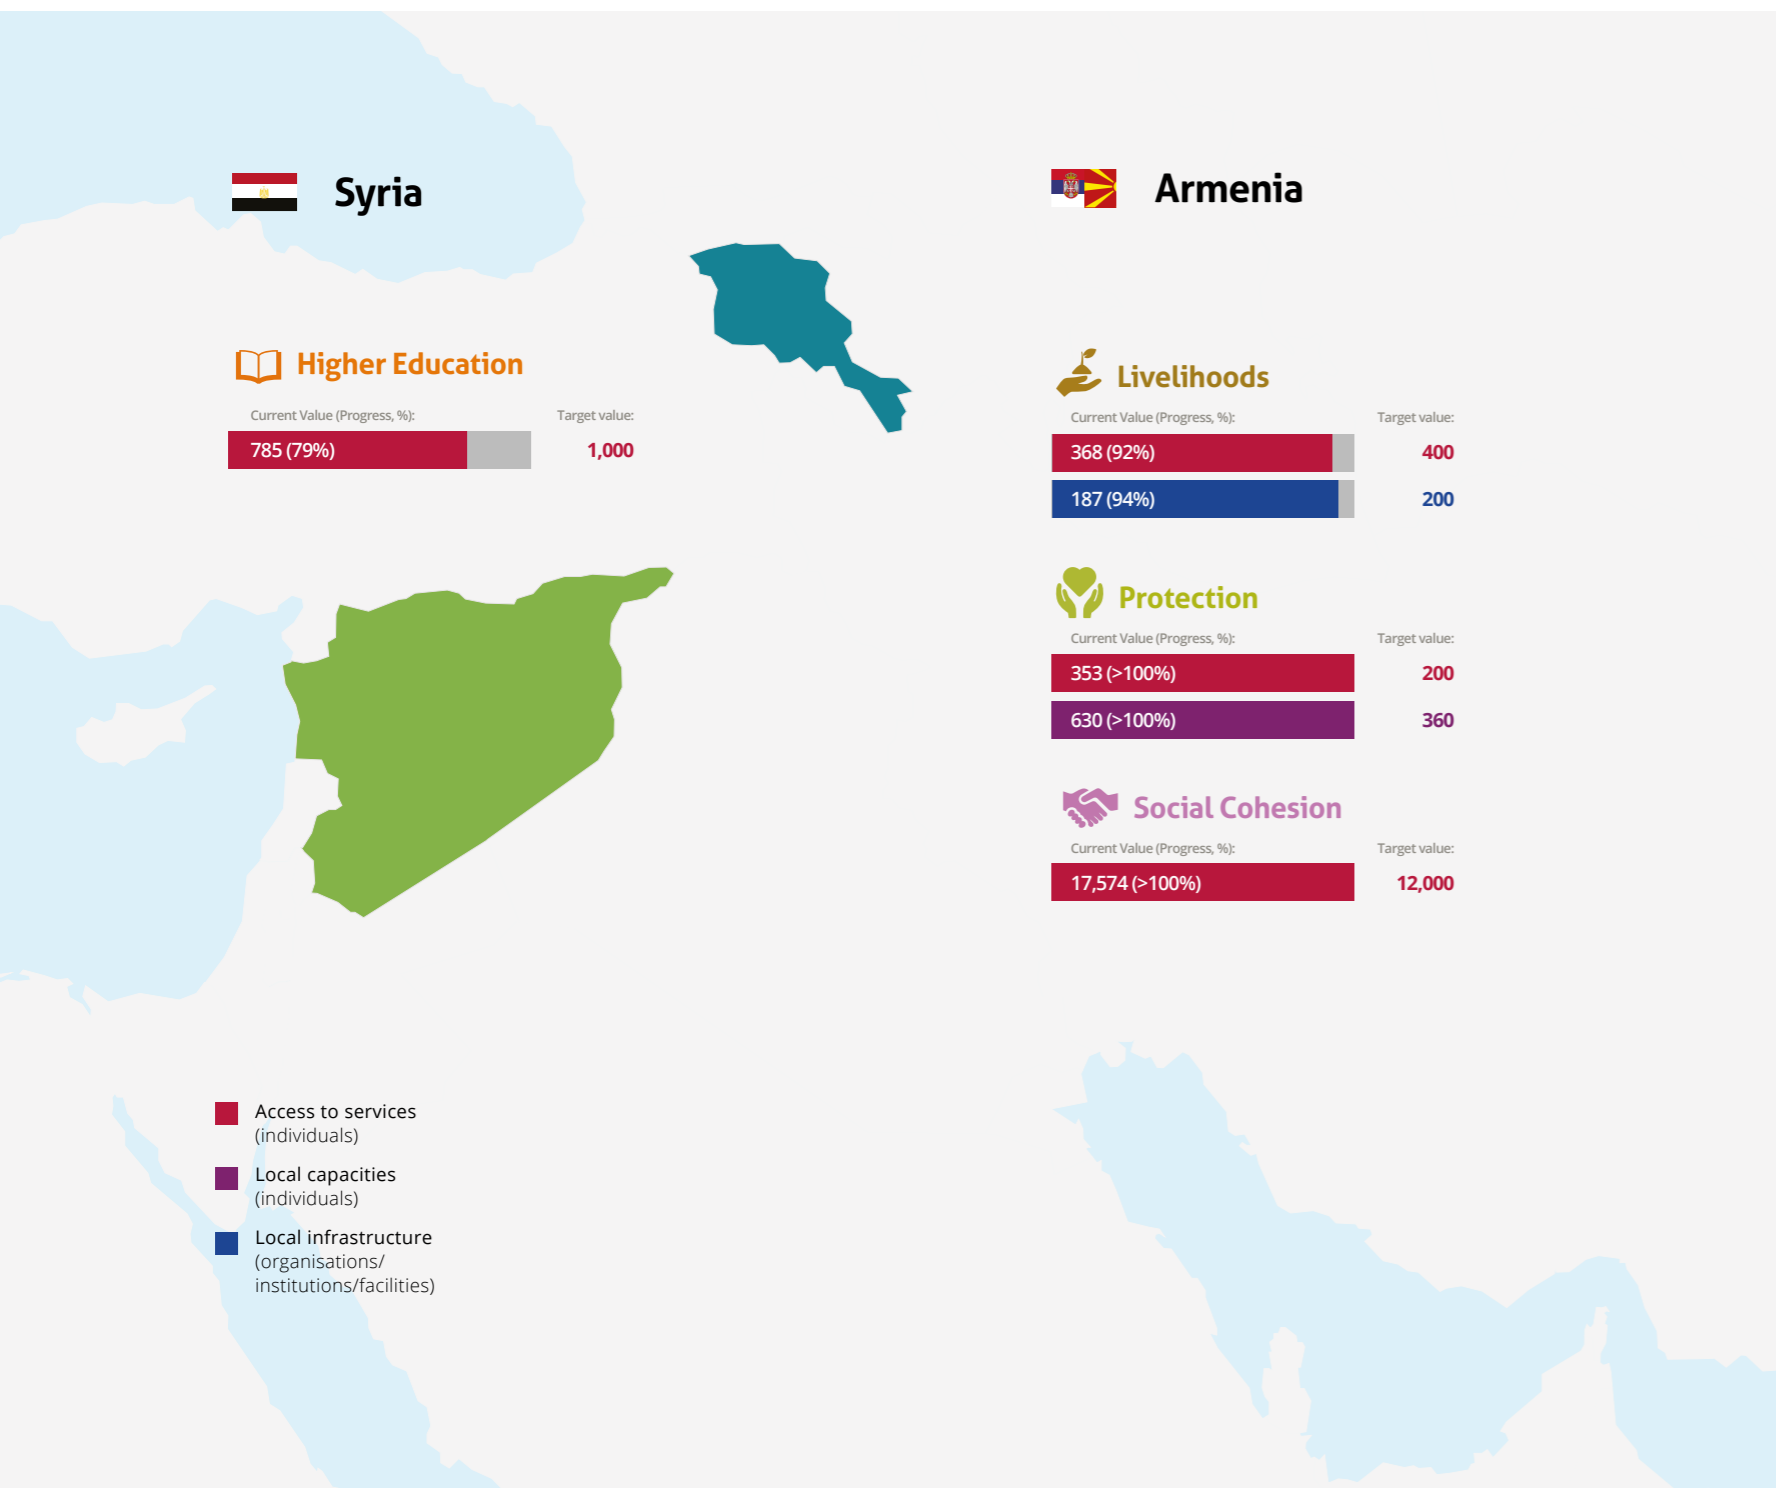 Syria
Higher Education
Current Value (Progress, %): Target value:
785 (79%) 1,000
Armenia
Livelihoods
Current Value (Progress, %): Target value:
368 (92%) 400
187 (94%) 200
Protection
Current Value (Progress, %): Target value:
353 (>100%) 200
630 (>100%) 360
Social Cohesion
Current Value (Progress, %): Target value:
17,574 (>100%) 12,000
Access to services
(individuals)
Local capacities
(individuals)
Local infrastructure
(organisations/
institutions/facilities)